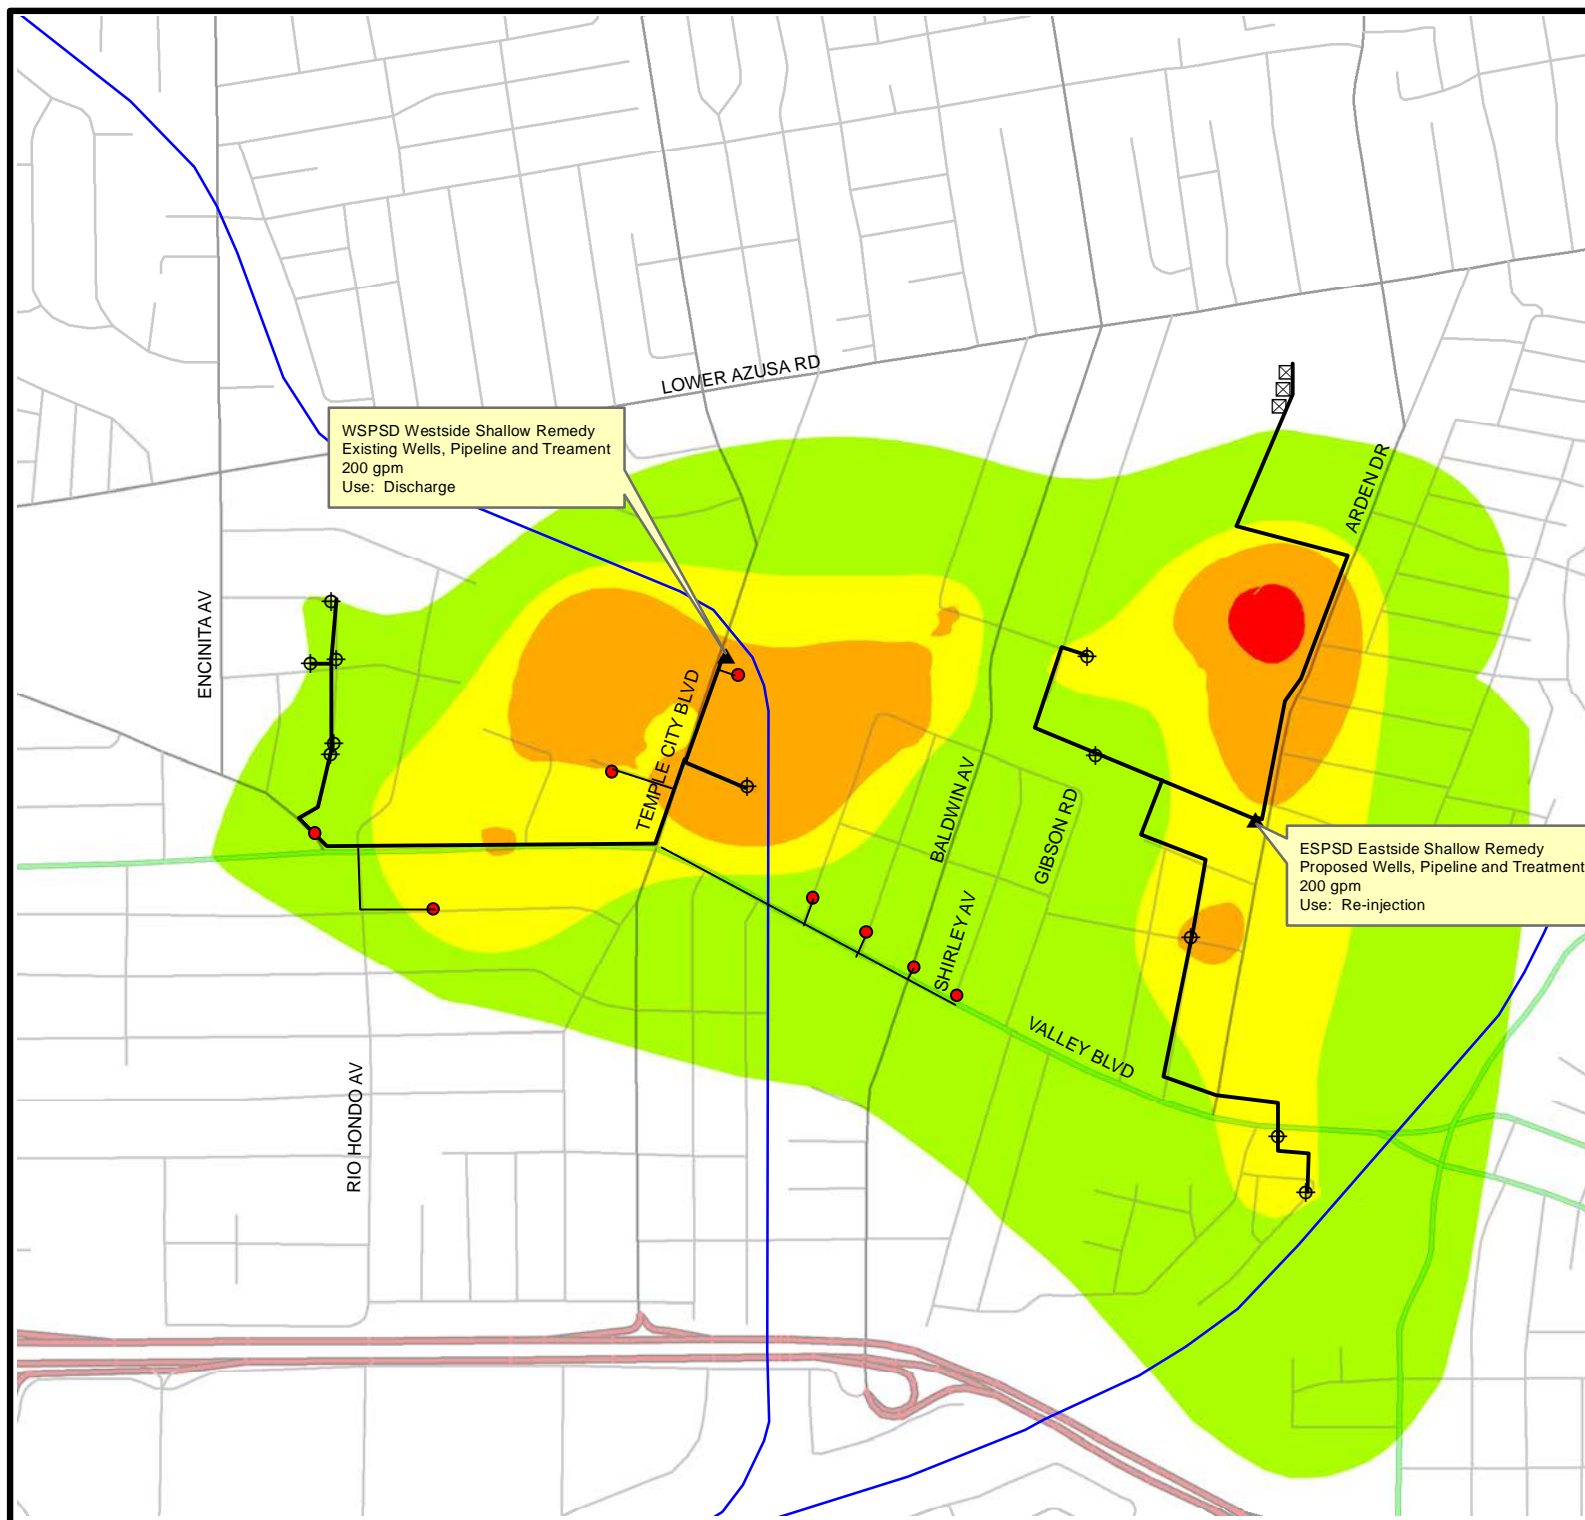 LOWER AZUSA RD
WSPSD Westside Shallow Remedy
Existing Wells, Pipeline and Treament
200 gpm
Use: Discharge
ARDEN DR
ENCINITA AV
TEMPLE CITY BLVD
BALDWIN AV
GIBSON RD
ESPSD Eastside Shallow Remedy
Proposed Wells, Pipeline and Treatment
200 gpm
Use: Re-injection
SHIRLEY AV
VALLEY BLVD
RIO HONDO AV